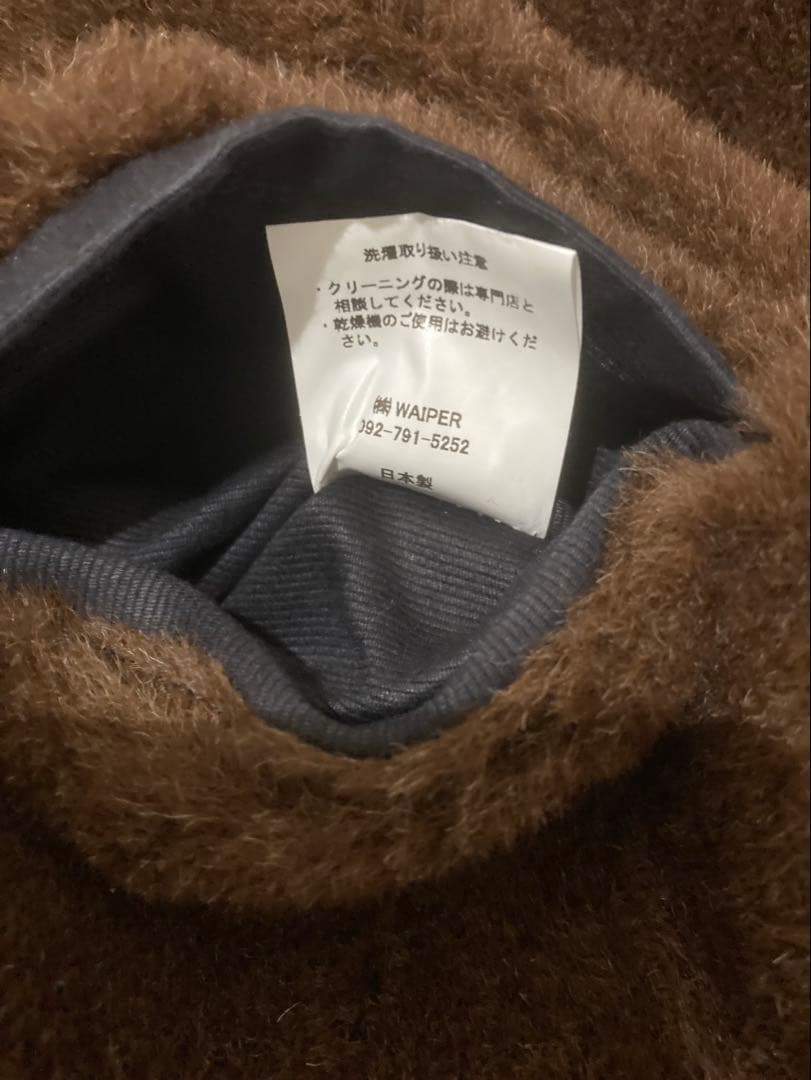 洗濯取り扱い注意
・クリーニングの際は専門店と
相談してください。
・乾燥機のご使用はお避けくだ
さい。
㈱ WAIPER
092-791-5252
日本製